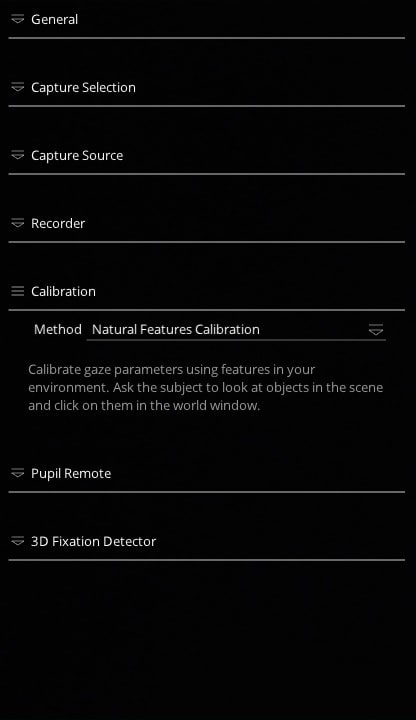 General
Capture Selection
Capture Source
Recorder
Calibration
Method Natural Features Calibration
Calibrate gaze parameters using features in your
environment. Ask the subject to look at objects in the scene
and click on them in the world window.
Pupil Remote
3D Fixation Detector